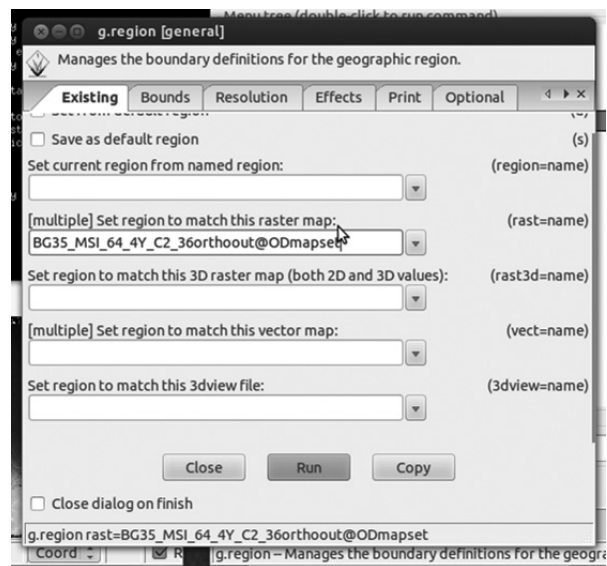 Menu tree (double-click to run command)
g.region [general]
Manages the boundary definitions for the geographic region.
Existing Bounds Resolution Effects Print Optional
Set from default region (d)
Save as default region (s)
Set current region from named region: (region=name)
[multiple] Set region to match this raster map: (rast=name)
BG35_MSI_64_4Y_C2_36orthoout@ODmapset
Set region to match this 3D raster map (both 2D and 3D values): (rast3d=name)
[multiple] Set region to match this vector map: (vect=name)
Set region to match this 3dview file: (3dview=name)
Close Run Copy
Close dialog on finish
g.region rast=BG35_MSI_64_4Y_C2_36orthoout@ODmapset
Coord R g.region – Manages the boundary definitions for the geogra